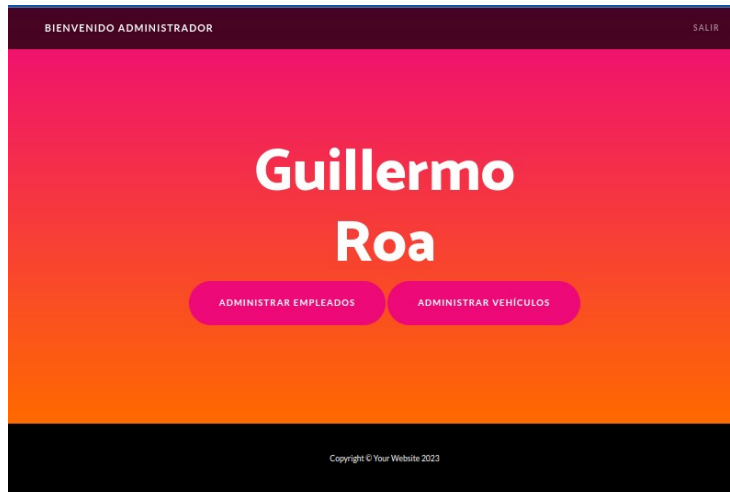 BIENVENIDO ADMINISTRADOR
SALIR
Guillermo
Roa
ADMINISTRAR EMPLEADOS
ADMINISTRAR VEHÍCULOS
Copyright © Your Website 2023